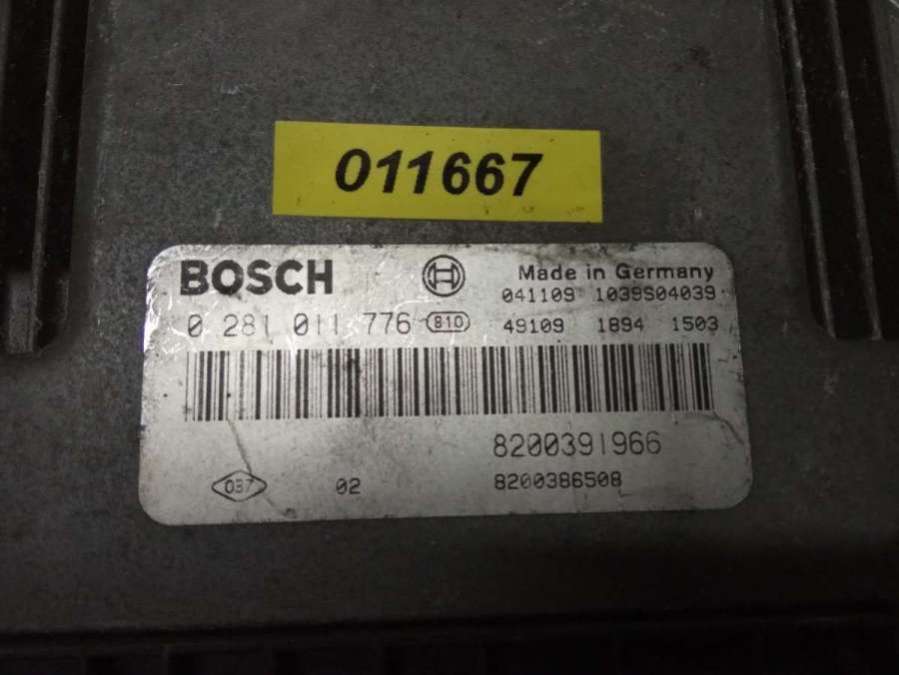 011667
BOSCH
Made in Germany
041109 1039S04039
0 281 011 776 810 49109 1894 1503
8200391966
037 02 8200386508